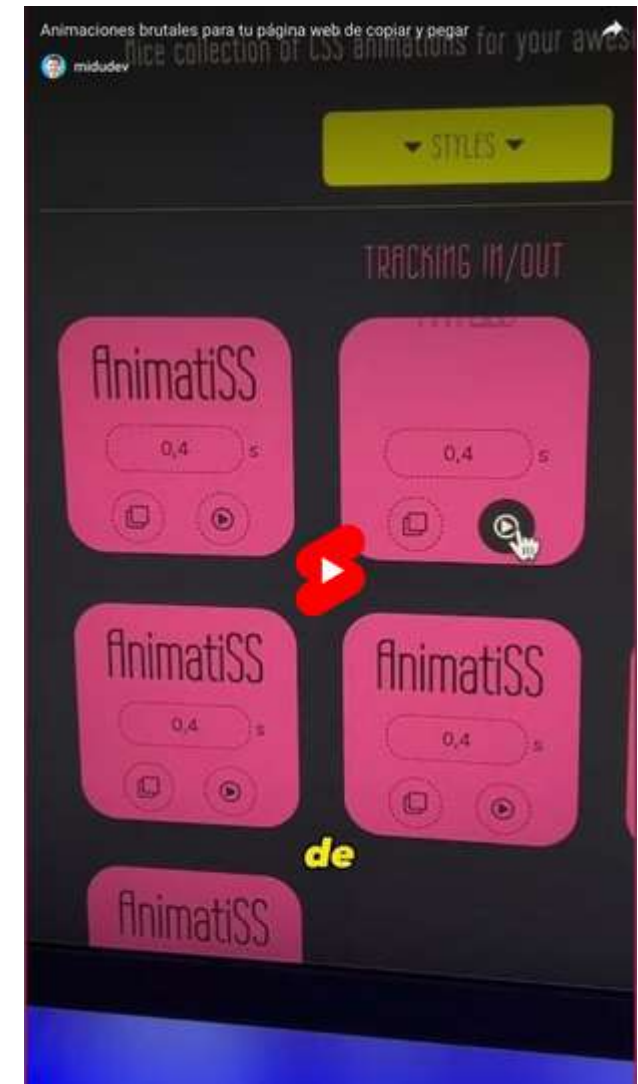 Animaciones brutales para tu página web de copiar y pegar
midudev
Nice collection of CSS animations for your awes
STYLES
TRACKING IN/OUT
AnimatiSS
0,4 s
0,4 s
AnimatiSS
AnimatiSS
0,4 s
0,4 s
de
AnimatiSS